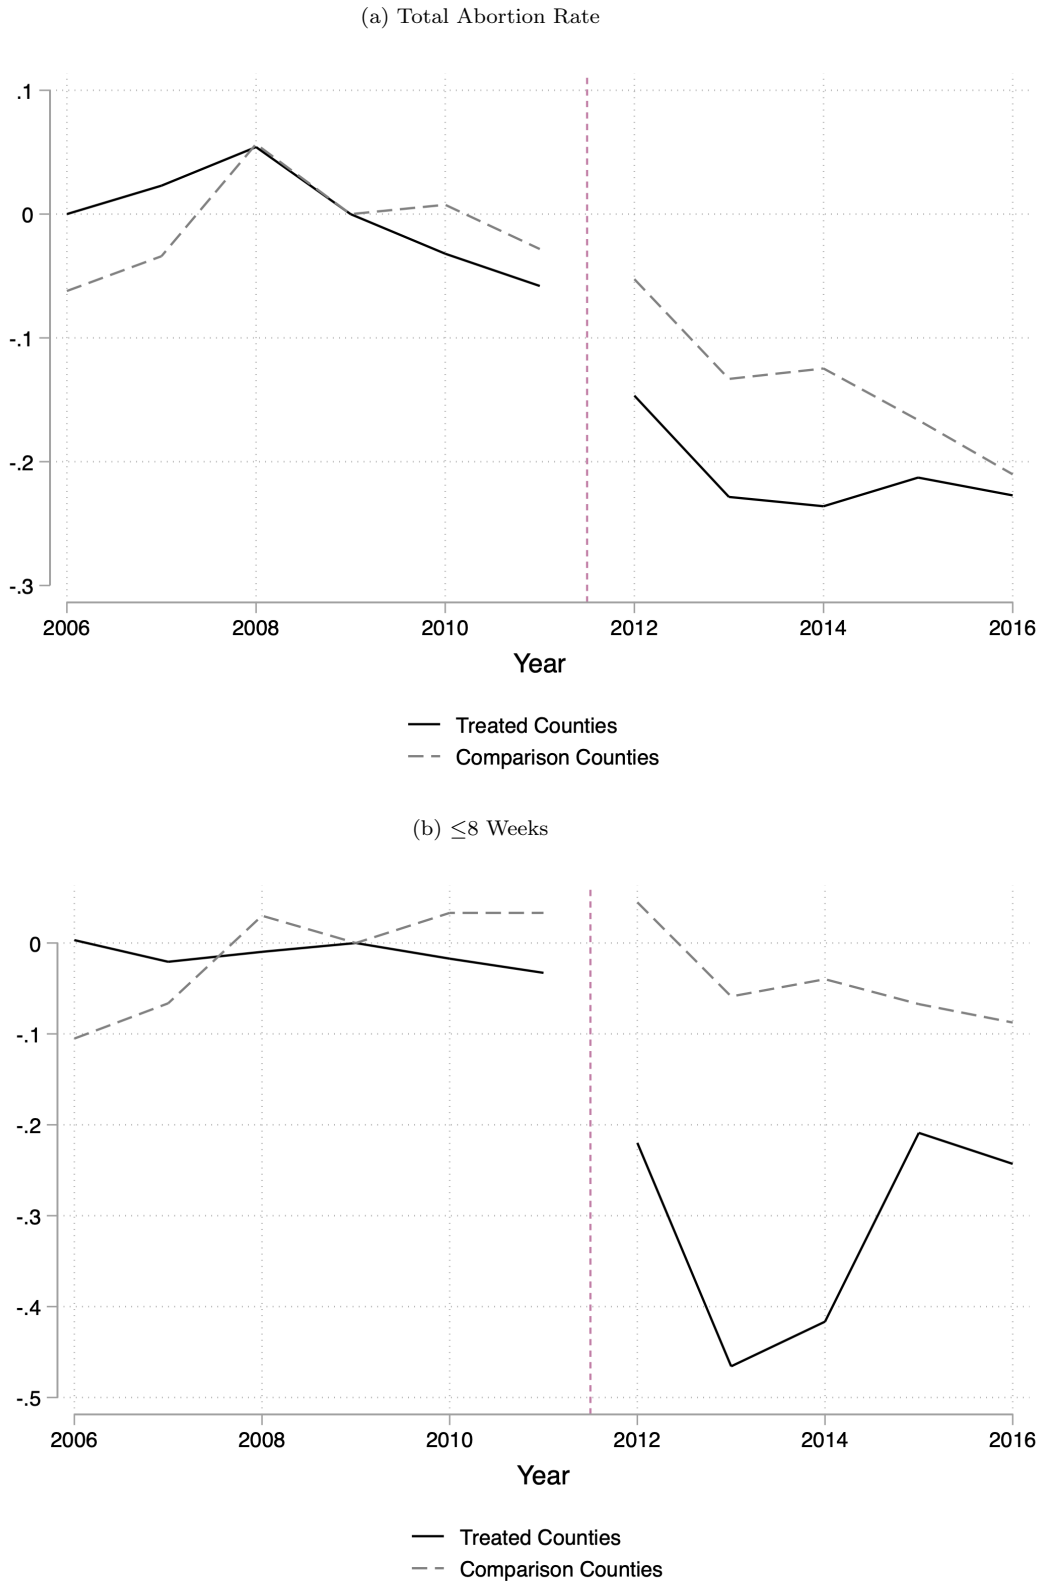 (a) Total Abortion Rate
.1
0
-.1
-.2
-.3
2006 2008 2010 2012 2014 2016
Year
Treated Counties
Comparison Counties
(b) ≤8 Weeks
0
-.1
-.2
-.3
-.4
-.5
2006 2008 2010 2012 2014 2016
Year
Treated Counties
Comparison Counties